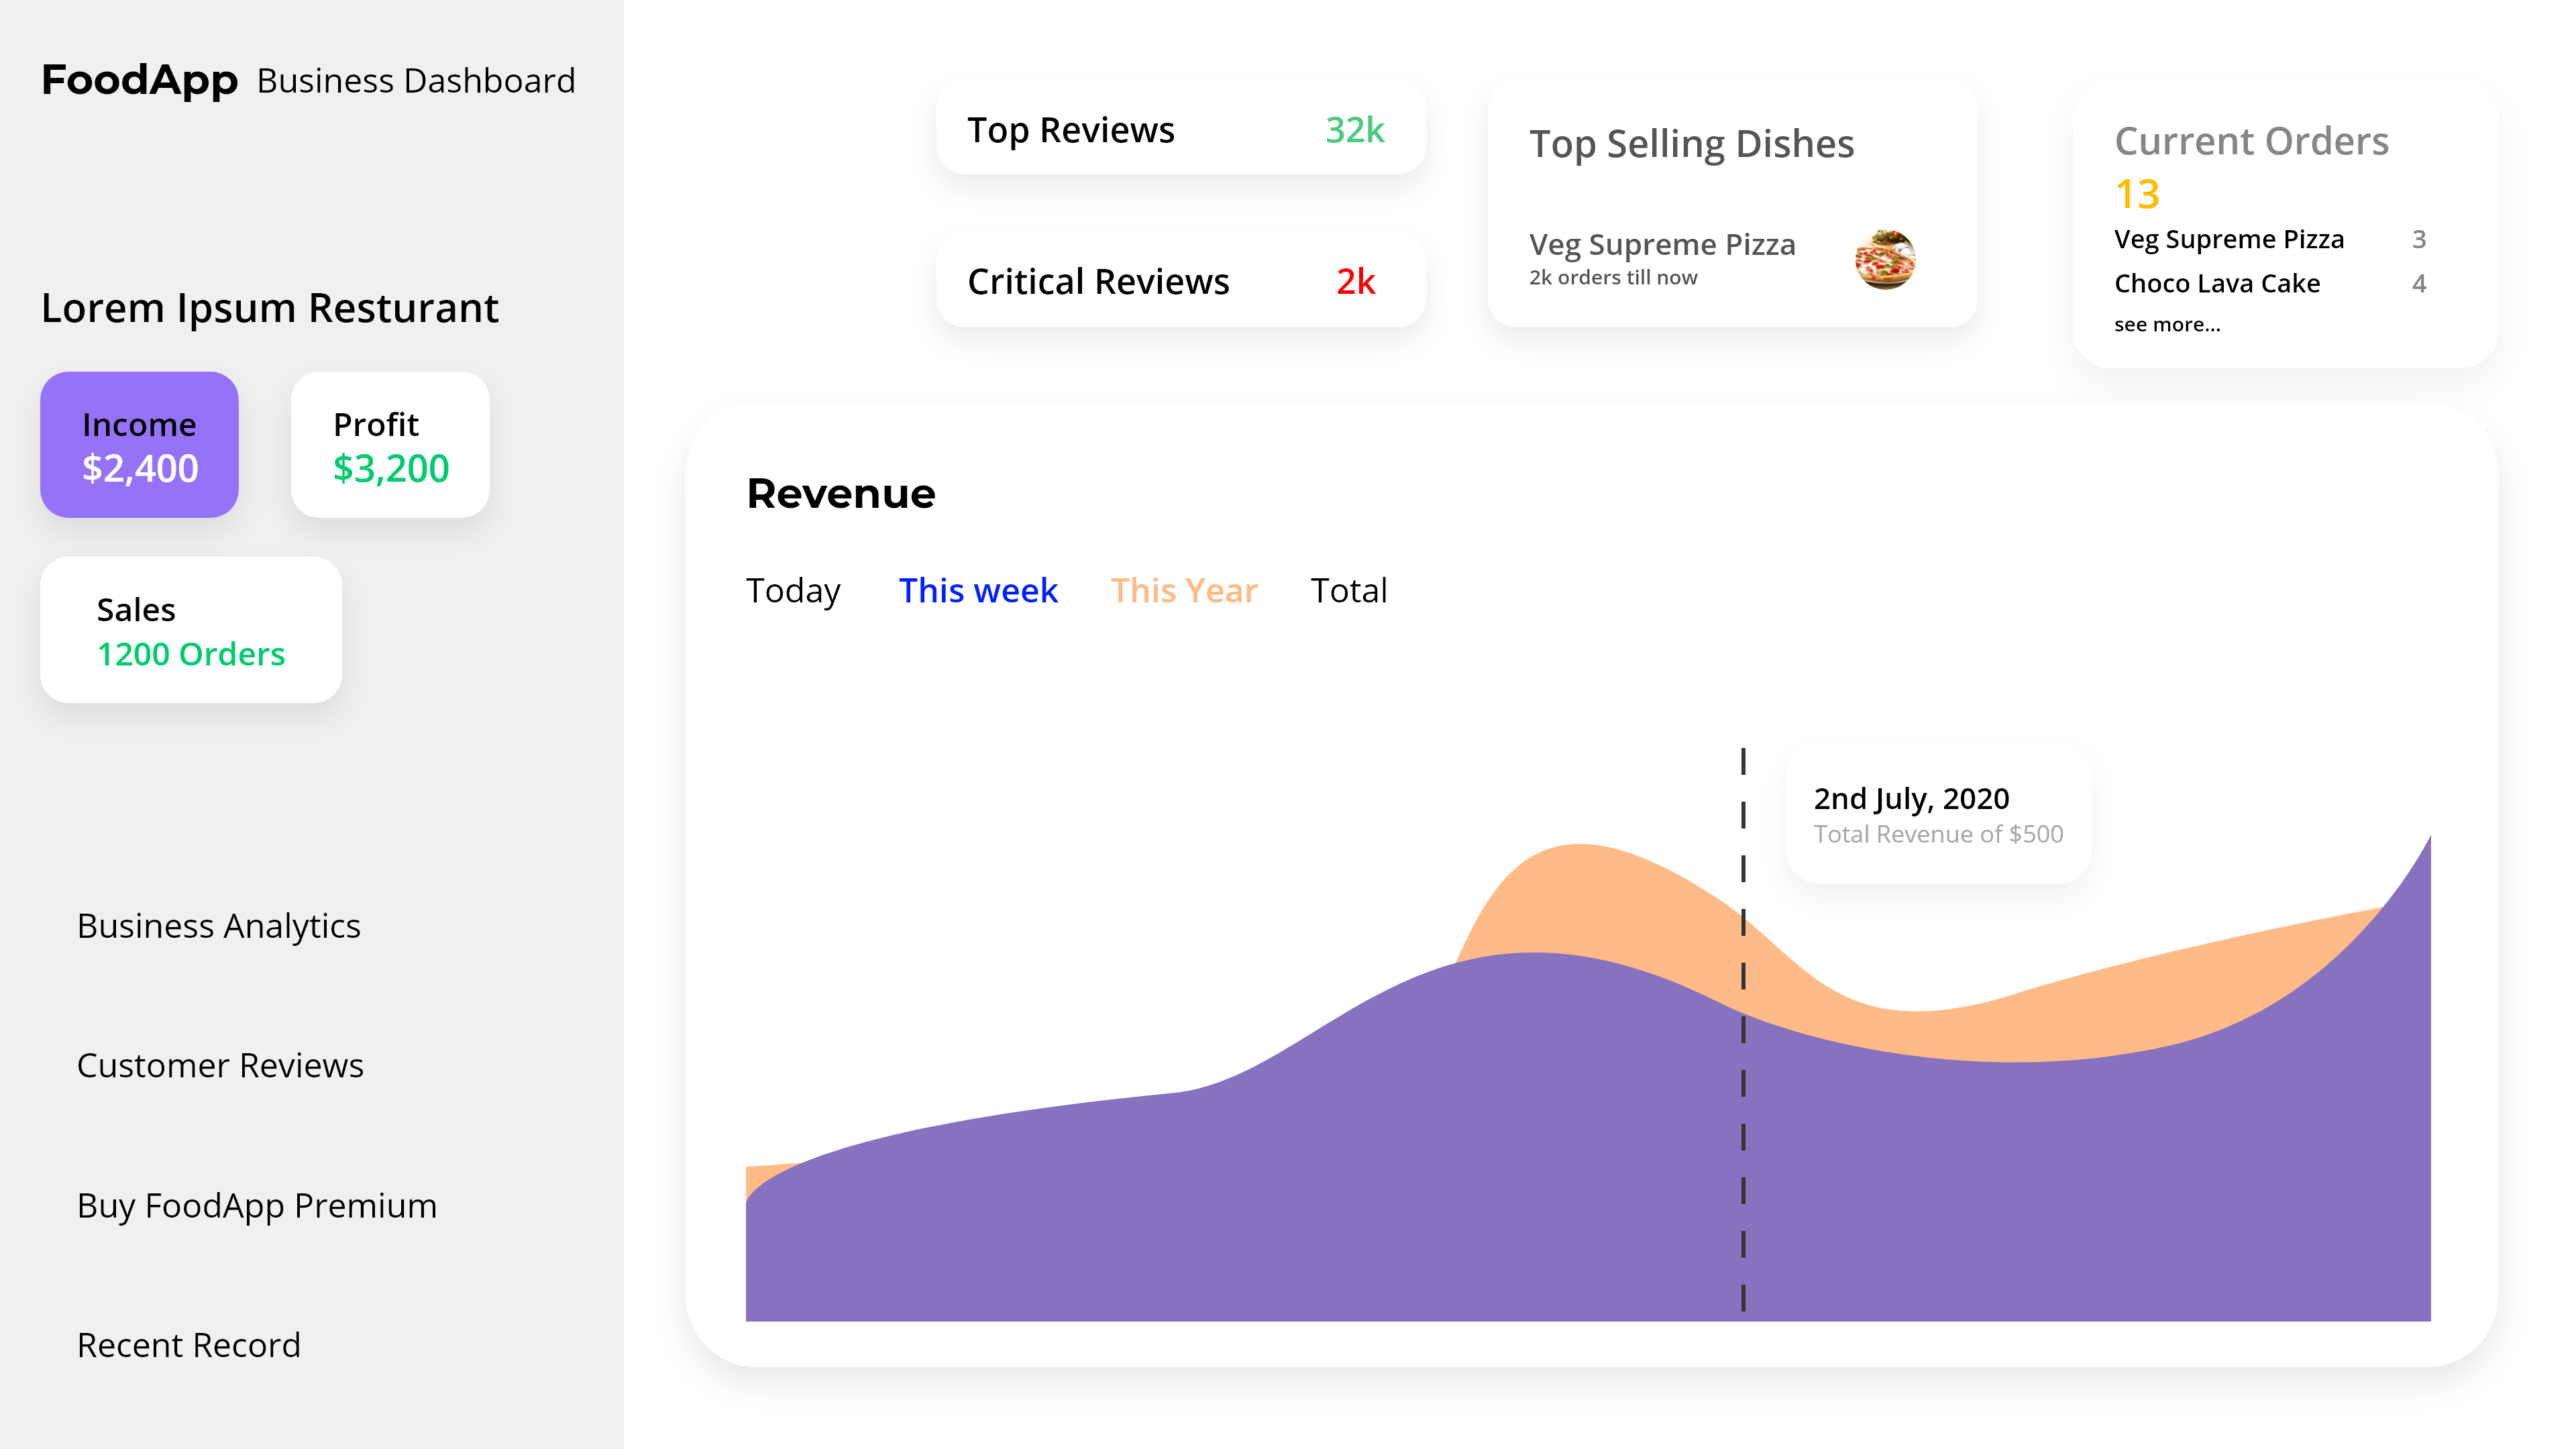 FoodApp Business Dashboard
Lorem Ipsum Resturant
Income
$2,400
Profit
$3,200
Sales
1200 Orders
Business Analytics
Customer Reviews
Buy FoodApp Premium
Recent Record
Top Reviews 32k
Critical Reviews 2k
Top Selling Dishes
Veg Supreme Pizza
2k orders till now
Current Orders
13
Veg Supreme Pizza 3
Choco Lava Cake 4
see more...
Revenue
Today This week This Year Total
2nd July, 2020
Total Revenue of $500